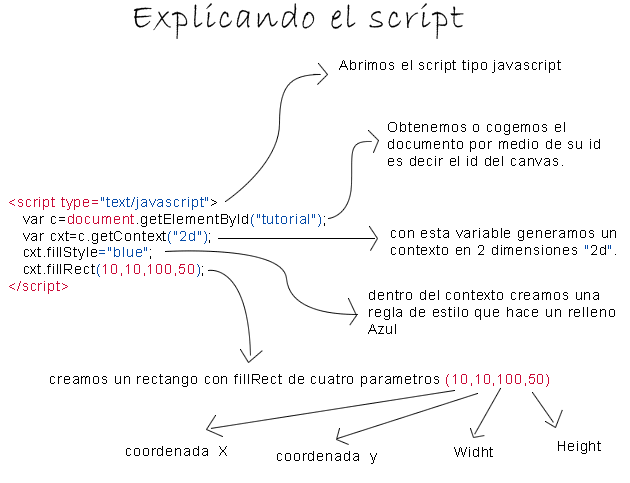 Explicando el script
Abrimos el script tipo javascript
Obtenemos o cogemos el
documento por medio de su id
es decir el id del canvas.
<script type="text/javascript">
var c=document.getElementById("tutorial");
var cxt=c.getContext("2d");
cxt.fillStyle="blue";
cxt.fillRect(10,10,100,50);
</script>
con esta variable generamos un
contexto en 2 dimensiones "2d".
dentro del contexto creamos una
regla de estilo que hace un relleno
Azul
creamos un rectango con fillRect de cuatro parametros (10,10,100,50)
coordenada X
coordenada y
Widht
Height